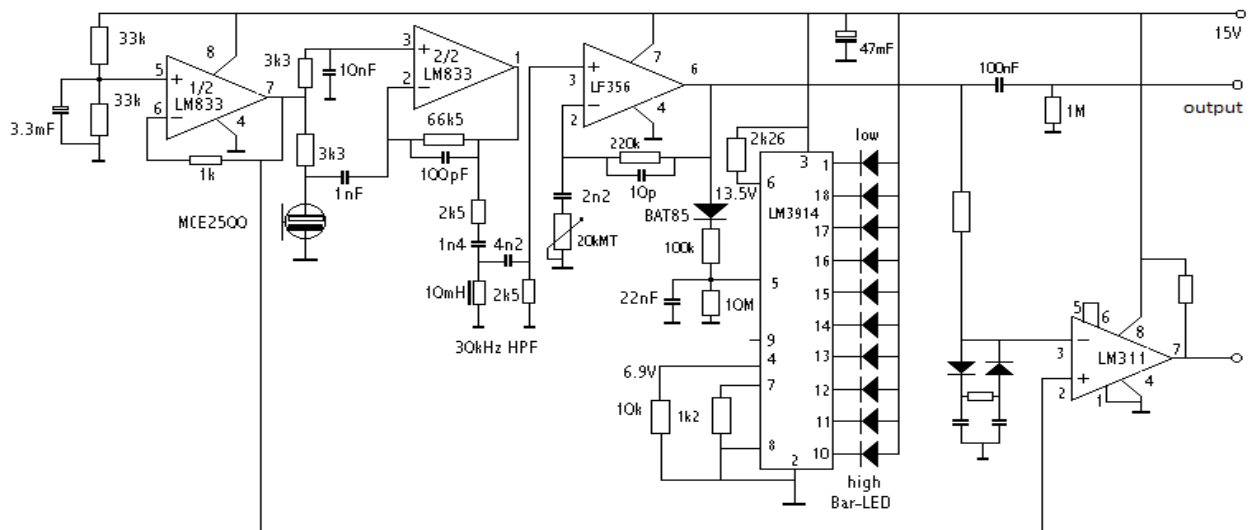 33k
8
5
+
1/2
LM833
7
33k
6
−
4
3.3mF
1k
3k3
10nF
3k3
1nF
MCE2500
3
+
1
2/2
LM833
2
−
66k5
100pF
2k5
1n4
4n2
10mH
2k5
30kHz HPF
+
3
LF356
7
6
−
2
4
220k
10p
2n2
20kMT
BAT85
100k
22nF
10M
47mF
15V
100nF
output
1M
2k26
3
6
13.5V
LM3914
5
9
4
6.9V
7
10k
1k2
8
2
low
1
18
17
16
15
14
13
12
11
10
high
Bar-LED
5
6
8
−
3
LM311
7
+
2
1
4